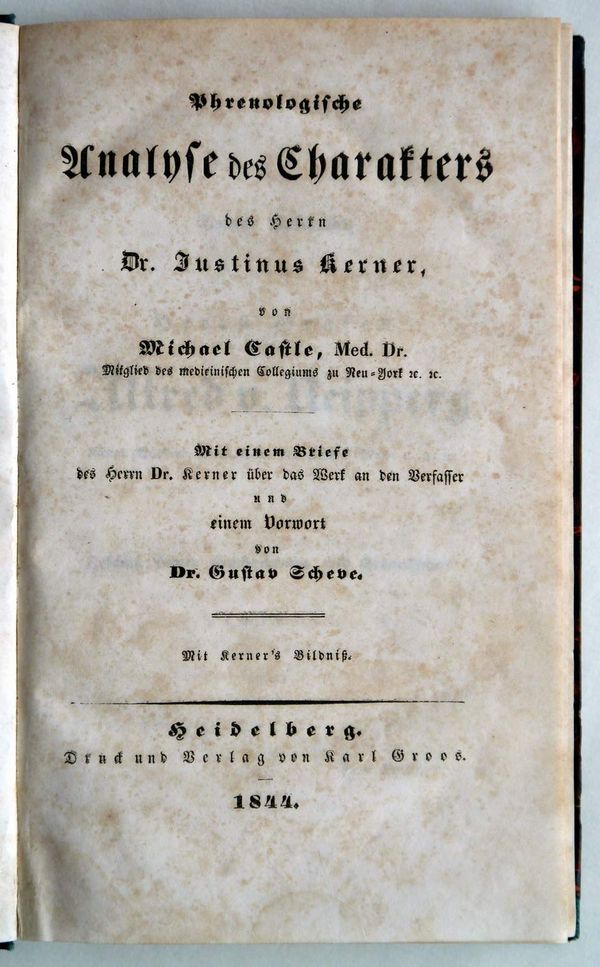 Phrenologische
Analyse des Charakters
des Herrn
Dr. Justinus Kerner,
von
Michael Castle, Med. Dr.
Mitglied des medicinischen Collegiums zu Neu-York ꝛc. ꝛc.
Mit einem Briefe
des Herrn Dr. Kerner über das Werk an den Verfasser
und
einem Vorwort
von
Dr. Gustav Scheve.
Mit Kerner's Bildniß.
Heidelberg.
Druck und Verlag von Karl Groos.
1844.